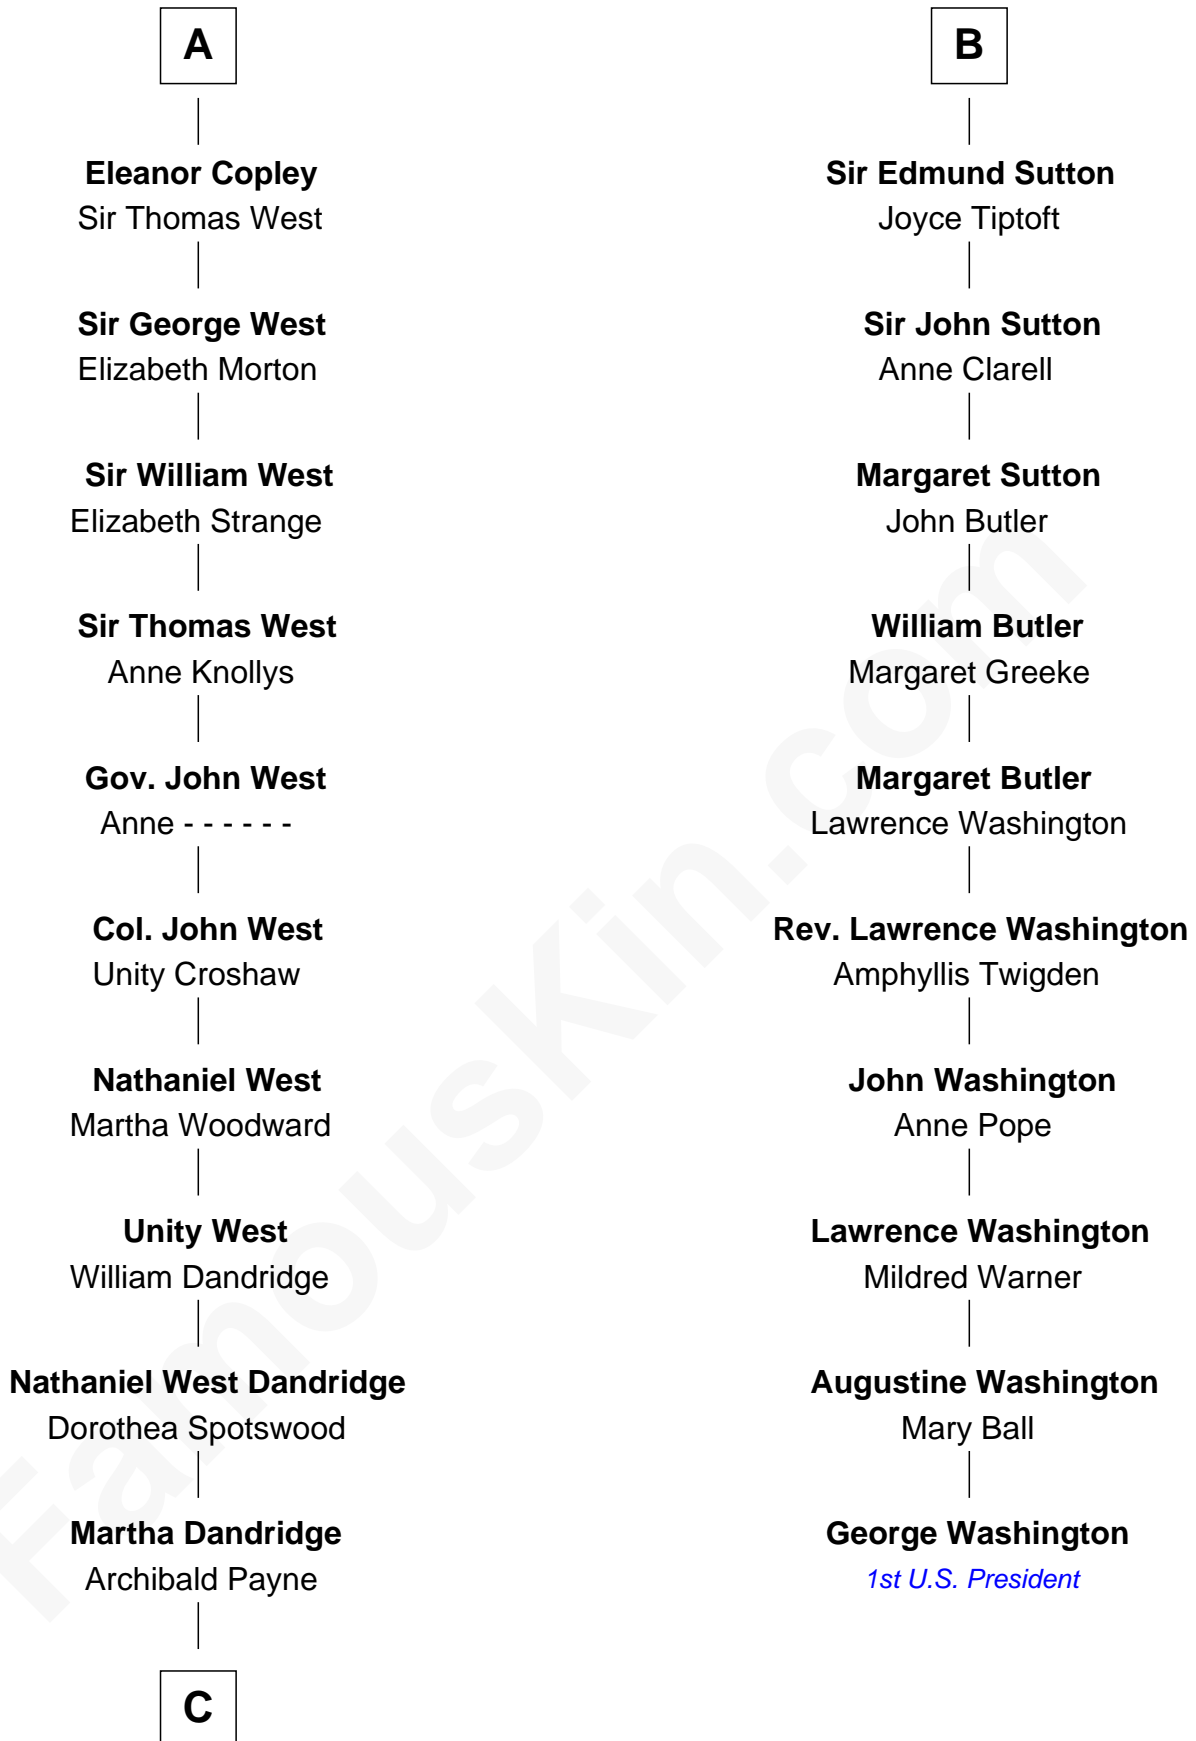 A
Eleanor Copley
Sir Thomas West
Sir George West
Elizabeth Morton
Sir William West
Elizabeth Strange
Sir Thomas West
Anne Knollys
Gov. John West
Anne - - - - - -
Col. John West
Unity Croshaw
Nathaniel West
Martha Woodward
Unity West
William Dandridge
Nathaniel West Dandridge
Dorothea Spotswood
Martha Dandridge
Archibald Payne
C
B
Sir Edmund Sutton
Joyce Tiptoft
Sir John Sutton
Anne Clarell
Margaret Sutton
John Butler
William Butler
Margaret Greeke
Margaret Butler
Lawrence Washington
Rev. Lawrence Washington
Amphyllis Twigden
John Washington
Anne Pope
Lawrence Washington
Mildred Warner
Augustine Washington
Mary Ball
George Washington
1st U.S. President
FamousKin.com